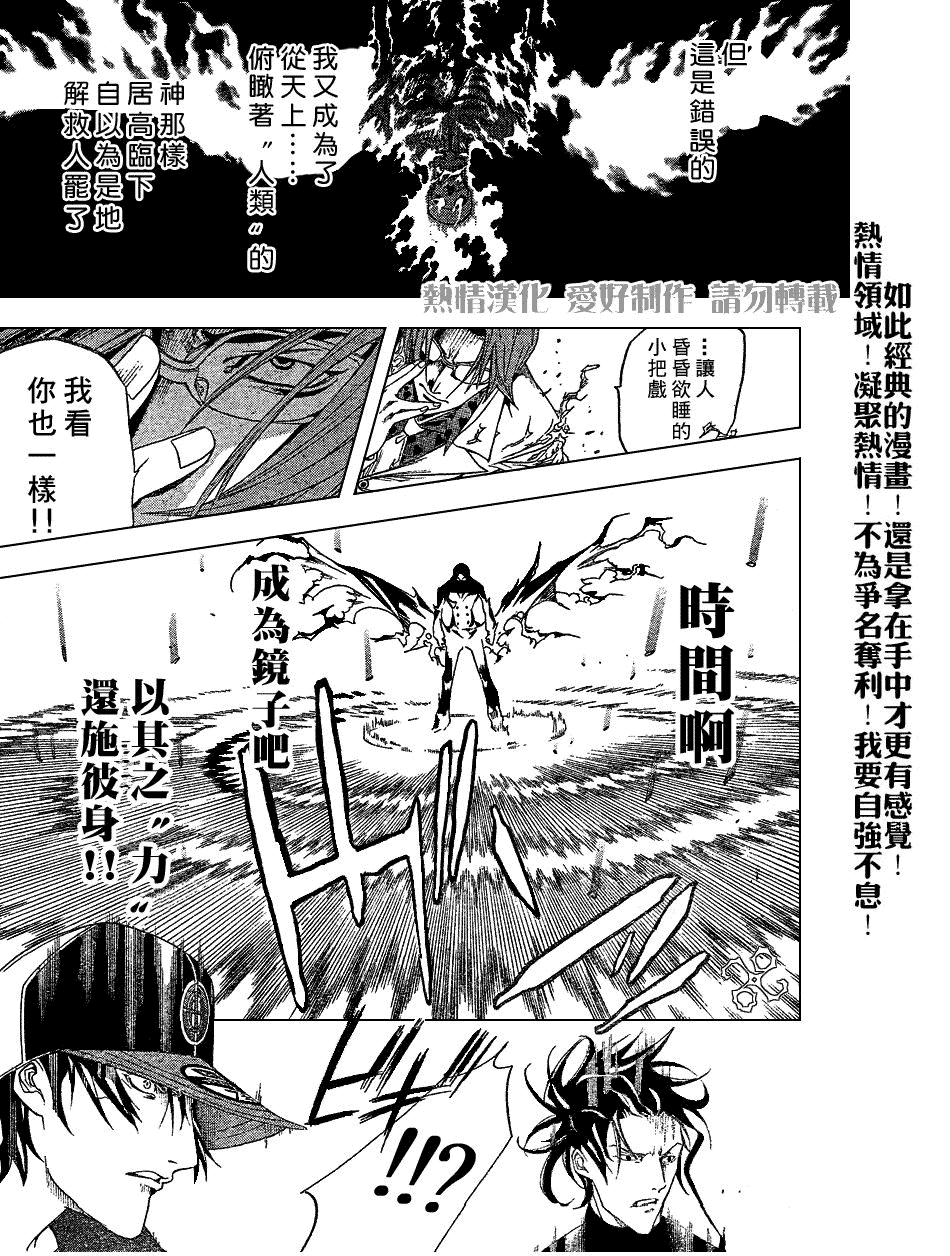 但
這是錯誤的
我又成為了
從天上……
俯瞰著〝人類〞的
神那樣
居高臨下
自以為是地
解救人罷了
熱情漢化 愛好制作 請勿轉載
…讓人
昏昏欲睡的
小把戲
我看
你也一樣!!
時間啊
成為鏡子吧
以其之〝力〞
還施彼身!!
ドドドド
ビキ
!!?
如此經典的漫畫！還是拿在手中才更有感覺！
熱情領域！凝聚熱情！不為爭名奪利！我要自強不息！